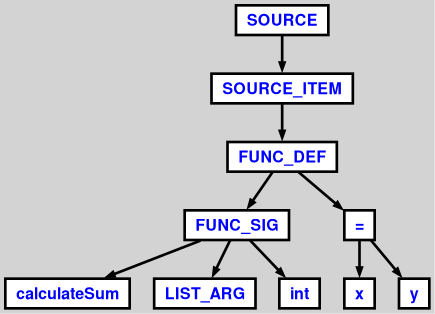 SOURCE
SOURCE_ITEM
FUNC_DEF
FUNC_SIG =
calculateSum LIST_ARG int x y